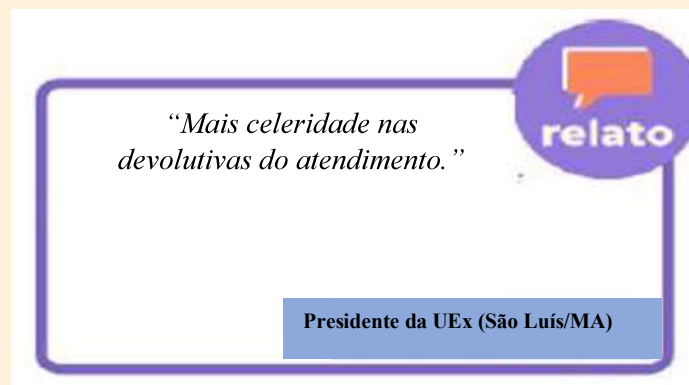 relato
“Mais celeridade nas
devolutivas do atendimento.”
Presidente da UEx (São Luís/MA)